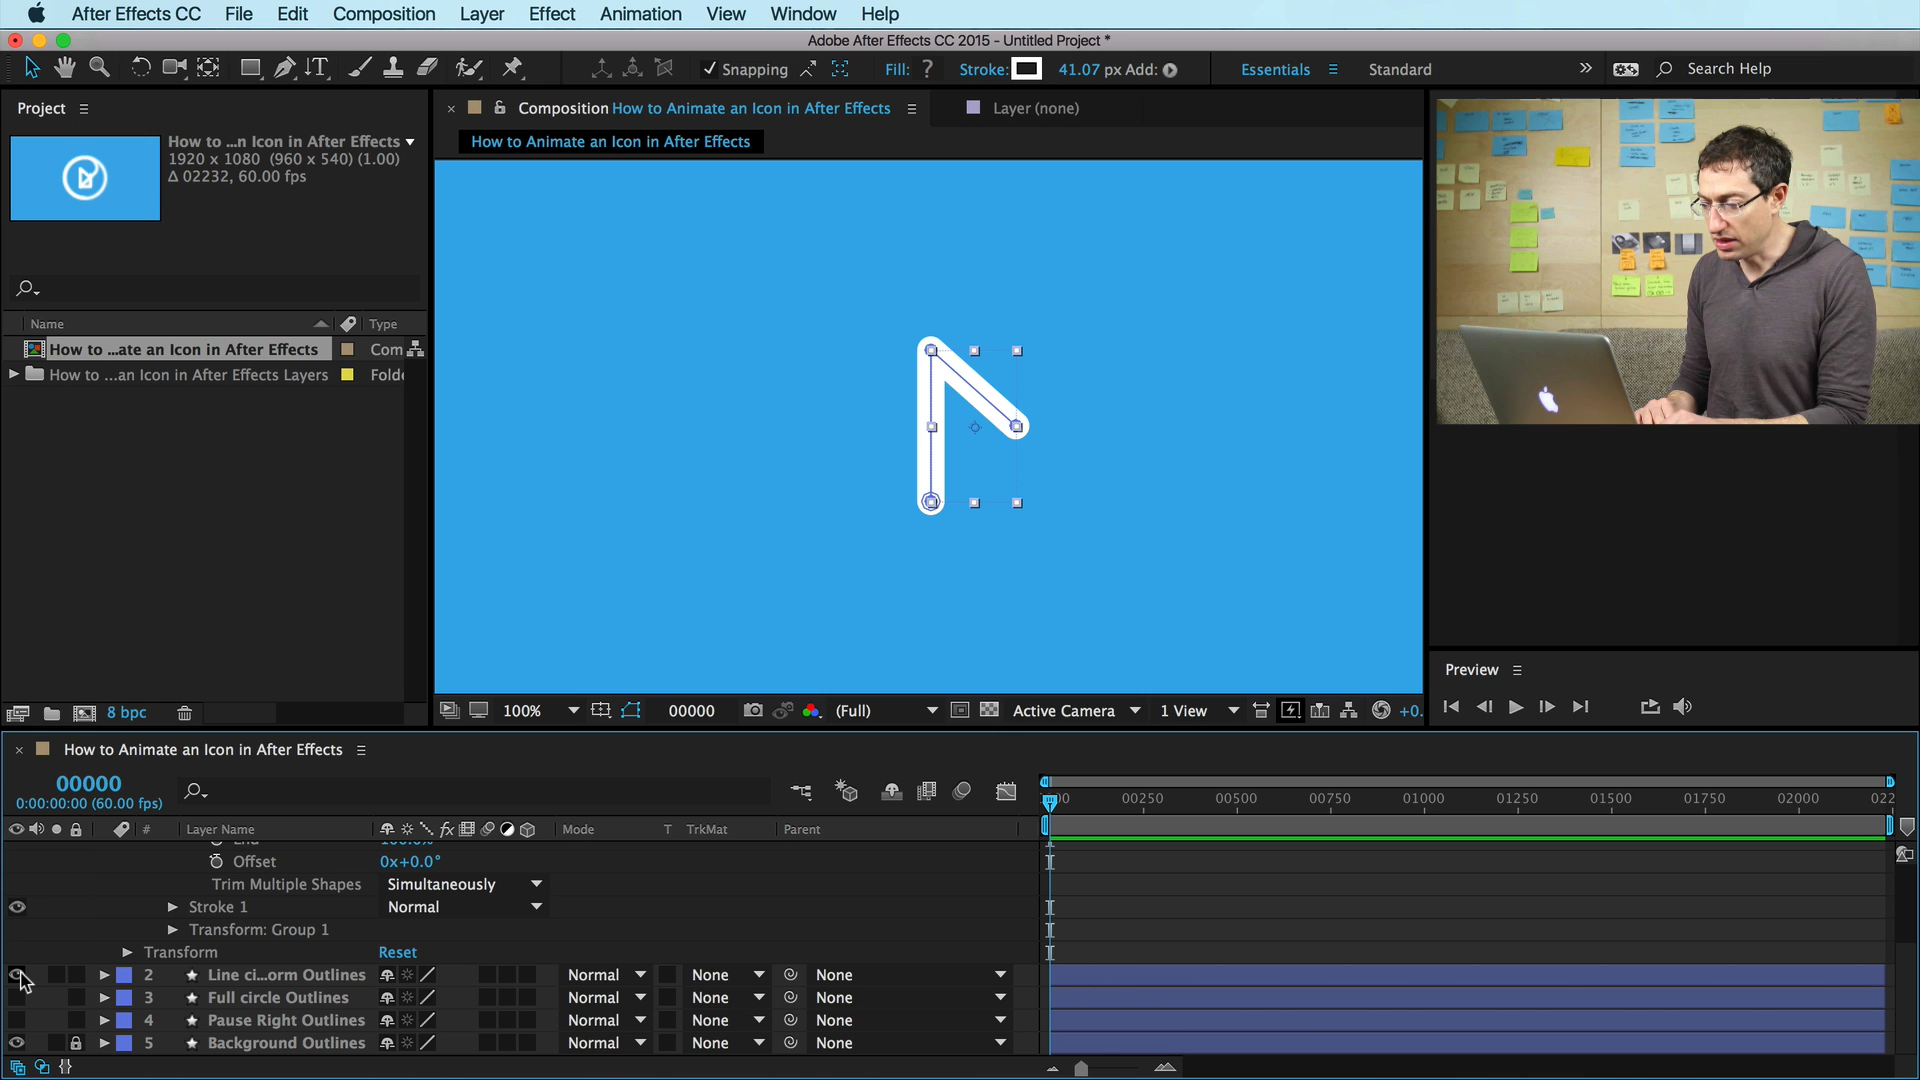 After Effects CC File Edit Composition Layer Effect Animation View Window Help
Adobe After Effects CC 2015 - Untitled Project *
Snapping Fill: ? Stroke: 41.07 px Add: Essentials Standard Search Help
Project
Composition How to Animate an Icon in After Effects Layer (none)
How to Animate an Icon in After Effects
How to ...n Icon in After Effects
1920 x 1080 (960 x 540) (1.00)
Δ 02232, 60.00 fps
Name Type
How to ...ate an Icon in After Effects Com
How to ...an Icon in After Effects Layers Folde
8 bpc
100% 00000 (Full) Active Camera 1 View +0.
Preview
How to Animate an Icon in After Effects
00000
0:00:00:00 (60.00 fps)
00250 00500 00750 01000 01250 01500 01750 02000 022
# Layer Name fx Mode T TrkMat Parent
End 100.0%
Offset 0x+0.0°
Trim Multiple Shapes Simultaneously
Stroke 1 Normal
Transform: Group 1
Transform Reset
2 Line ci...orm Outlines Normal None None
3 Full circle Outlines Normal None None
4 Pause Right Outlines Normal None None
5 Background Outlines Normal None None